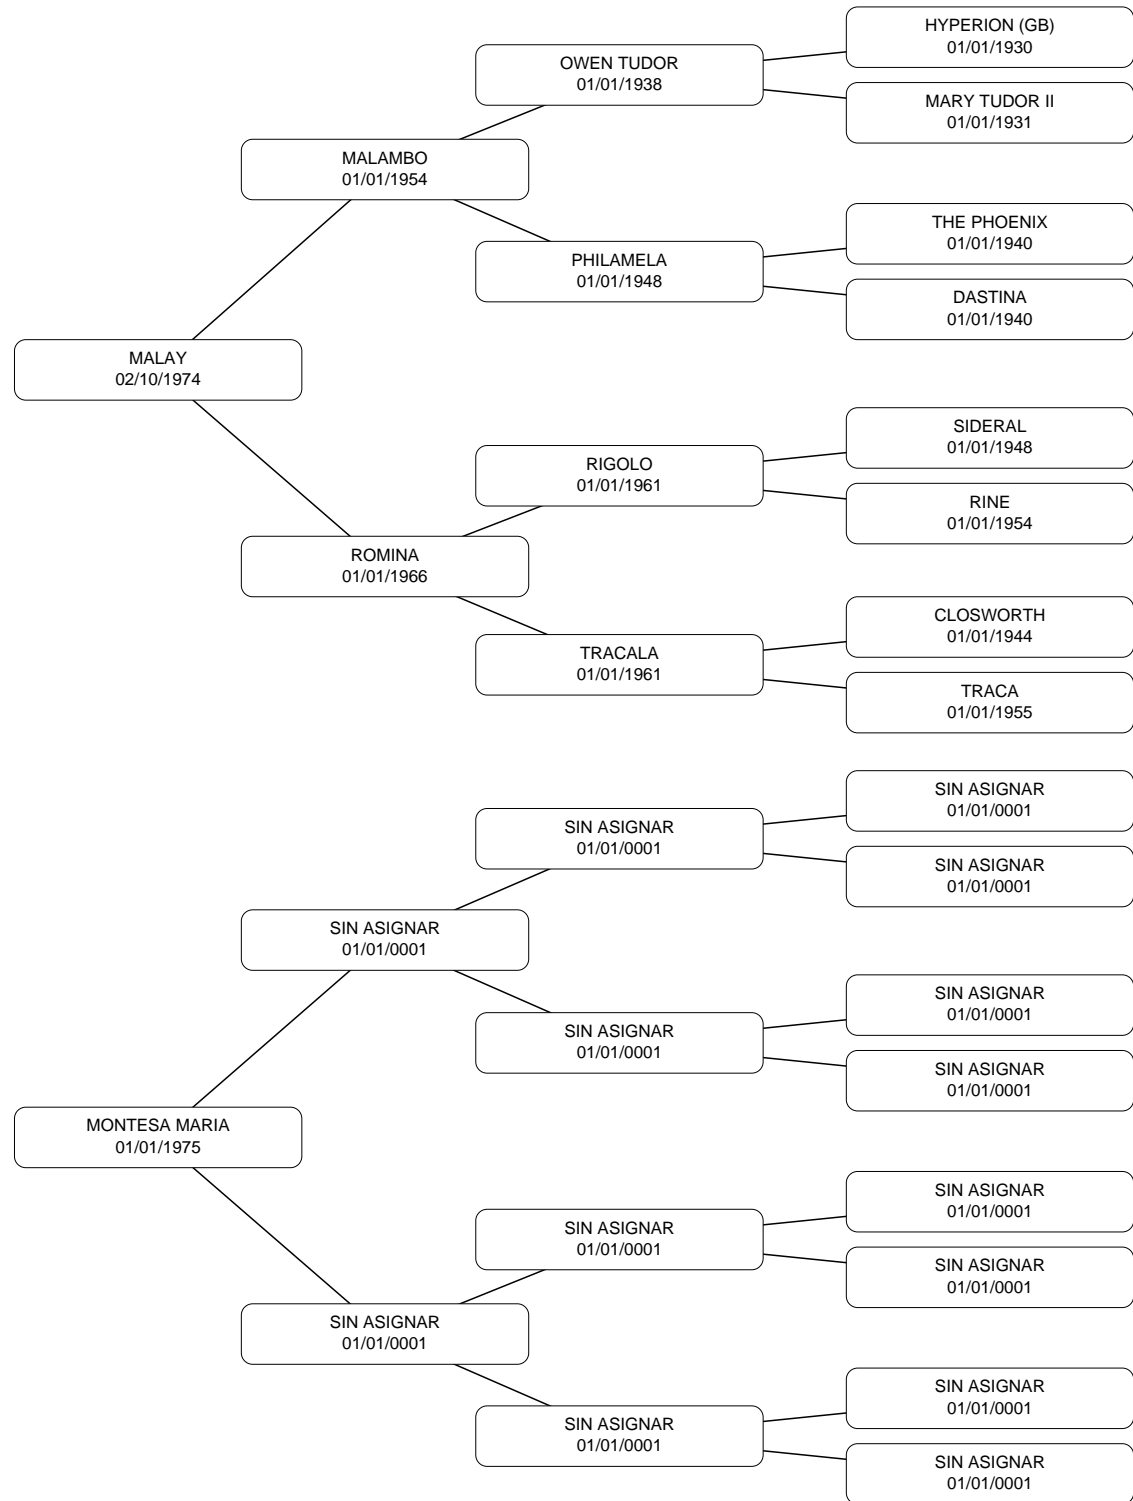 HYPERION (GB)
01/01/1930
OWEN TUDOR
01/01/1938
MARY TUDOR II
01/01/1931
MALAMBO
01/01/1954
THE PHOENIX
01/01/1940
PHILAMELA
01/01/1948
DASTINA
01/01/1940
MALAY
02/10/1974
SIDERAL
01/01/1948
RIGOLO
01/01/1961
RINE
01/01/1954
ROMINA
01/01/1966
CLOSWORTH
01/01/1944
TRACALA
01/01/1961
TRACA
01/01/1955
SIN ASIGNAR
01/01/0001
SIN ASIGNAR
01/01/0001
SIN ASIGNAR
01/01/0001
SIN ASIGNAR
01/01/0001
SIN ASIGNAR
01/01/0001
SIN ASIGNAR
01/01/0001
SIN ASIGNAR
01/01/0001
MONTESA MARIA
01/01/1975
SIN ASIGNAR
01/01/0001
SIN ASIGNAR
01/01/0001
SIN ASIGNAR
01/01/0001
SIN ASIGNAR
01/01/0001
SIN ASIGNAR
01/01/0001
SIN ASIGNAR
01/01/0001
SIN ASIGNAR
01/01/0001